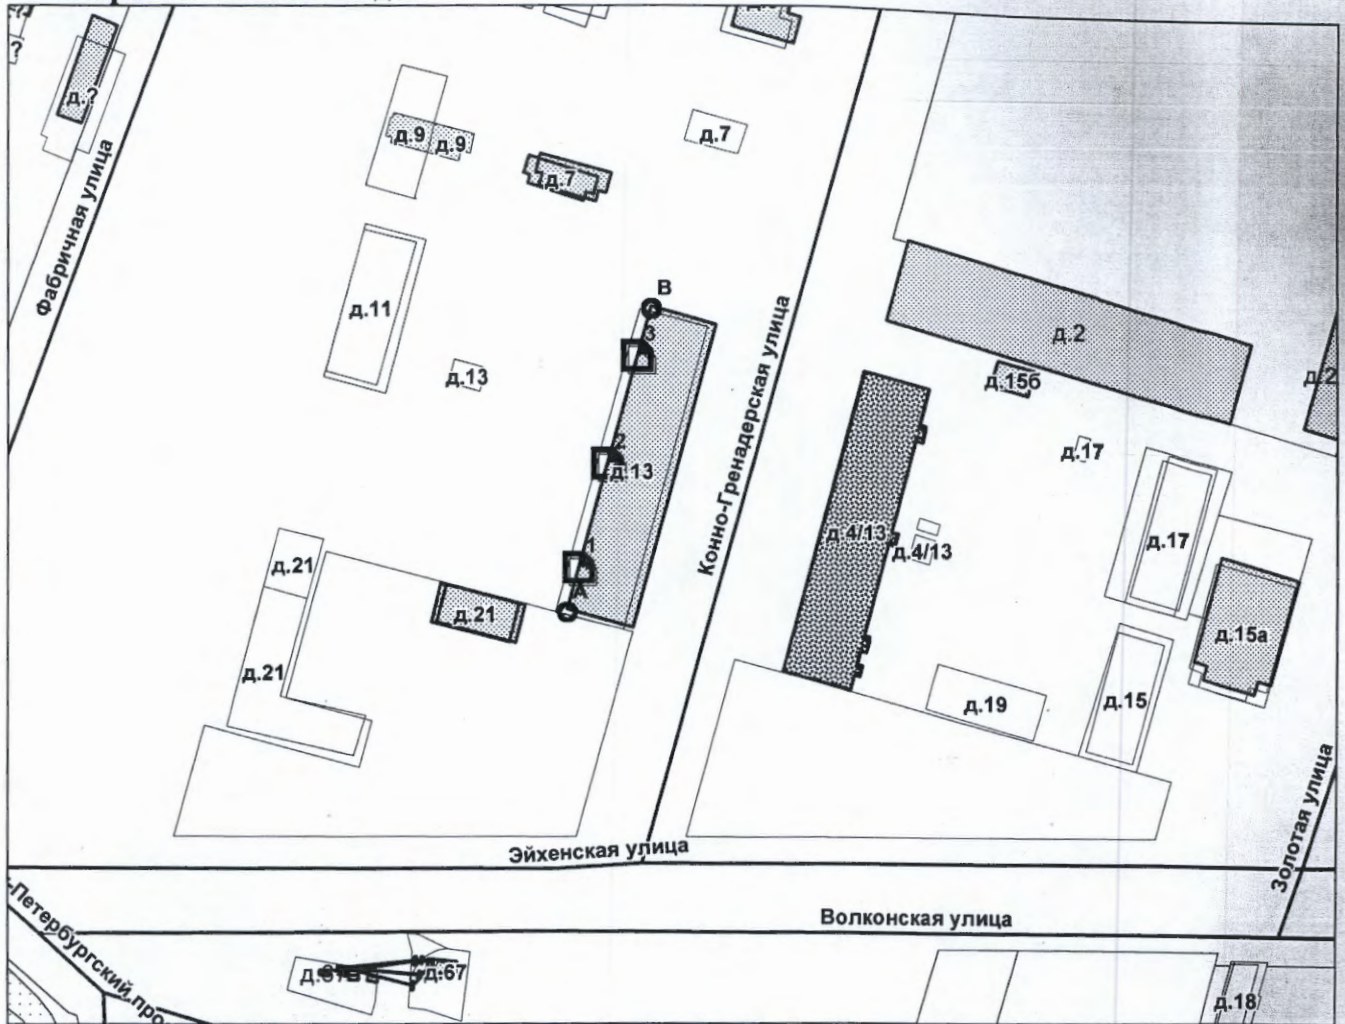 д.?
д.9
д.9
д.7
д.7
Фабричная улица
д.11
В
3
д.13
2
д.13
1
А
Конно-Гренадерская улица
д.2
д.15б
д.2
д.17
д.17
д.4/13
д.4/13
д.21
д.21
д.21
д.15а
д.19
д.15
Золотая улица
Эйхенская улица
Волконская улица
-Петербургский про
д.67
д.18